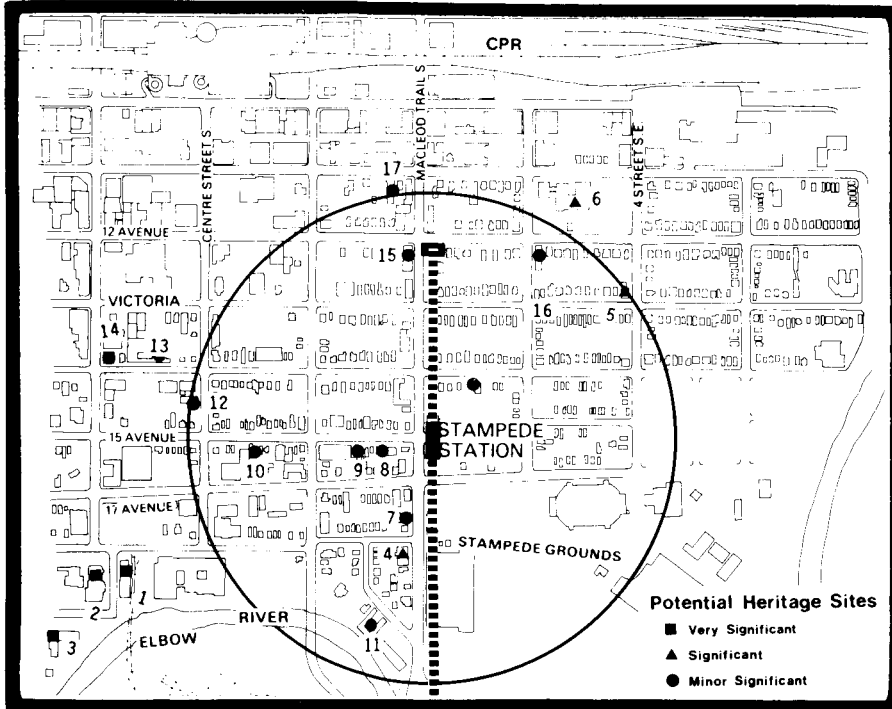 CPR
MACLEOD TRAIL S
CENTRE STREET S.
4 STREET S.E.
17
6
12 AVENUE
15
VICTORIA
16
5
14
13
12
15 AVENUE
STAMPEDE
STATION
10
9
8
17 AVENUE
7
STAMPEDE GROUNDS
4
2
1
RIVER
3
ELBOW
11
Potential Heritage Sites
Very Significant
Significant
Minor Significant